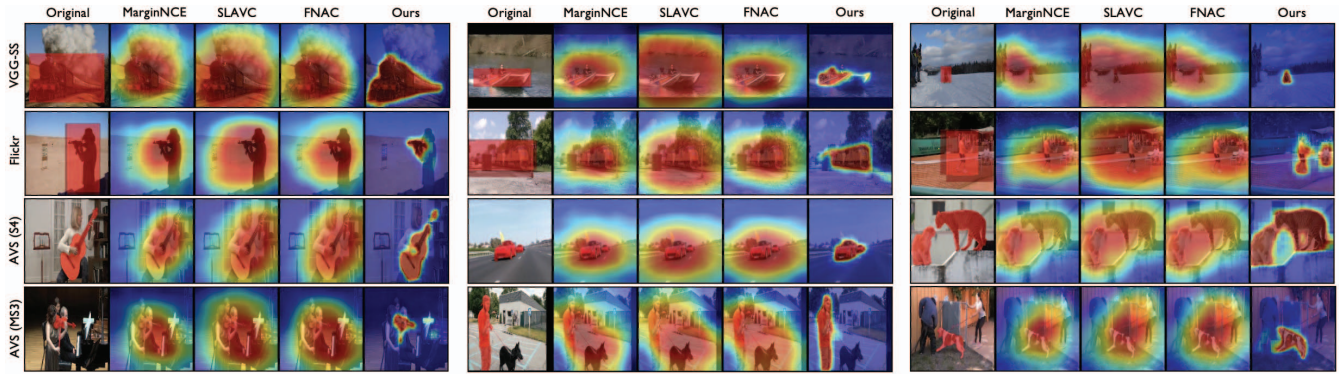 Original MarginNCE SLAVC FNAC Ours Original MarginNCE SLAVC FNAC Ours Original MarginNCE SLAVC FNAC Ours
VGG-SS
Flickr
AVS (S4)
AVS (MS3)